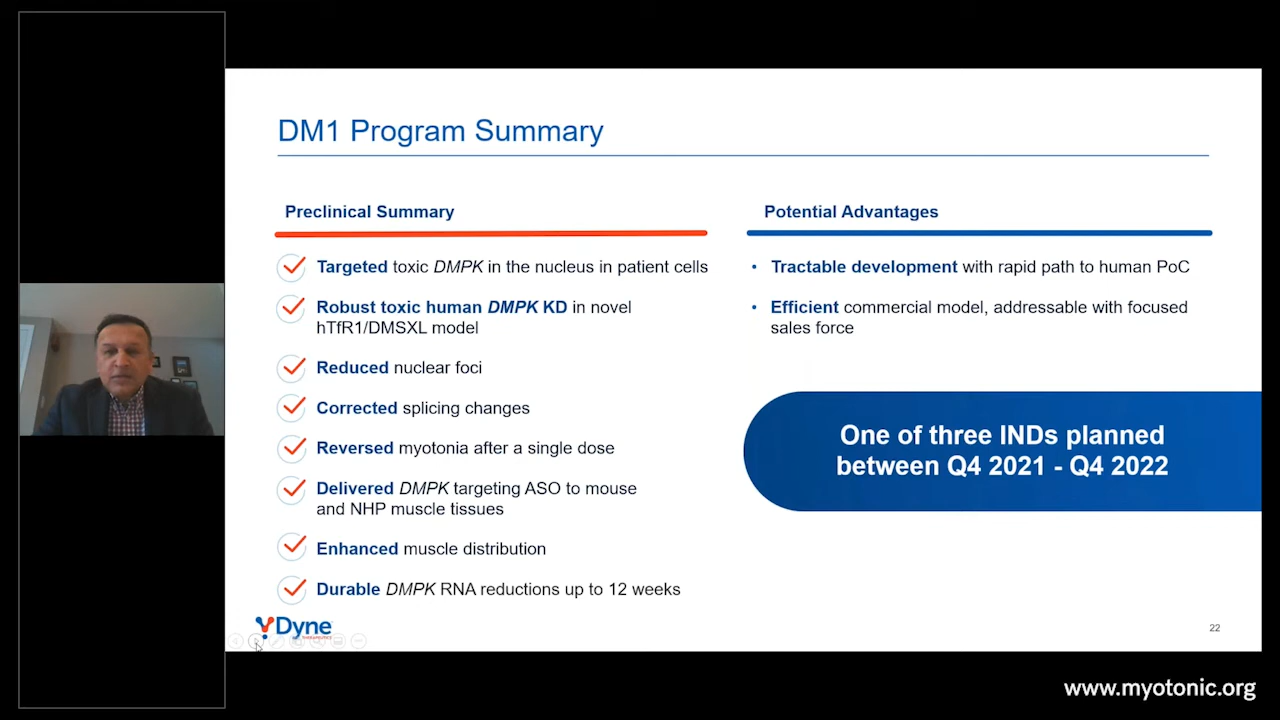 DM1 Program Summary
Preclinical Summary
Targeted toxic DMPK in the nucleus in patient cells
Robust toxic human DMPK KD in novel
hTfR1/DMSXL model
Reduced nuclear foci
Corrected splicing changes
Reversed myotonia after a single dose
Delivered DMPK targeting ASO to mouse
and NHP muscle tissues
Enhanced muscle distribution
Durable DMPK RNA reductions up to 12 weeks
Potential Advantages
• Tractable development with rapid path to human PoC
• Efficient commercial model, addressable with focused
sales force
One of three INDs planned
between Q4 2021 - Q4 2022
Dyne
22
www.myotonic.org